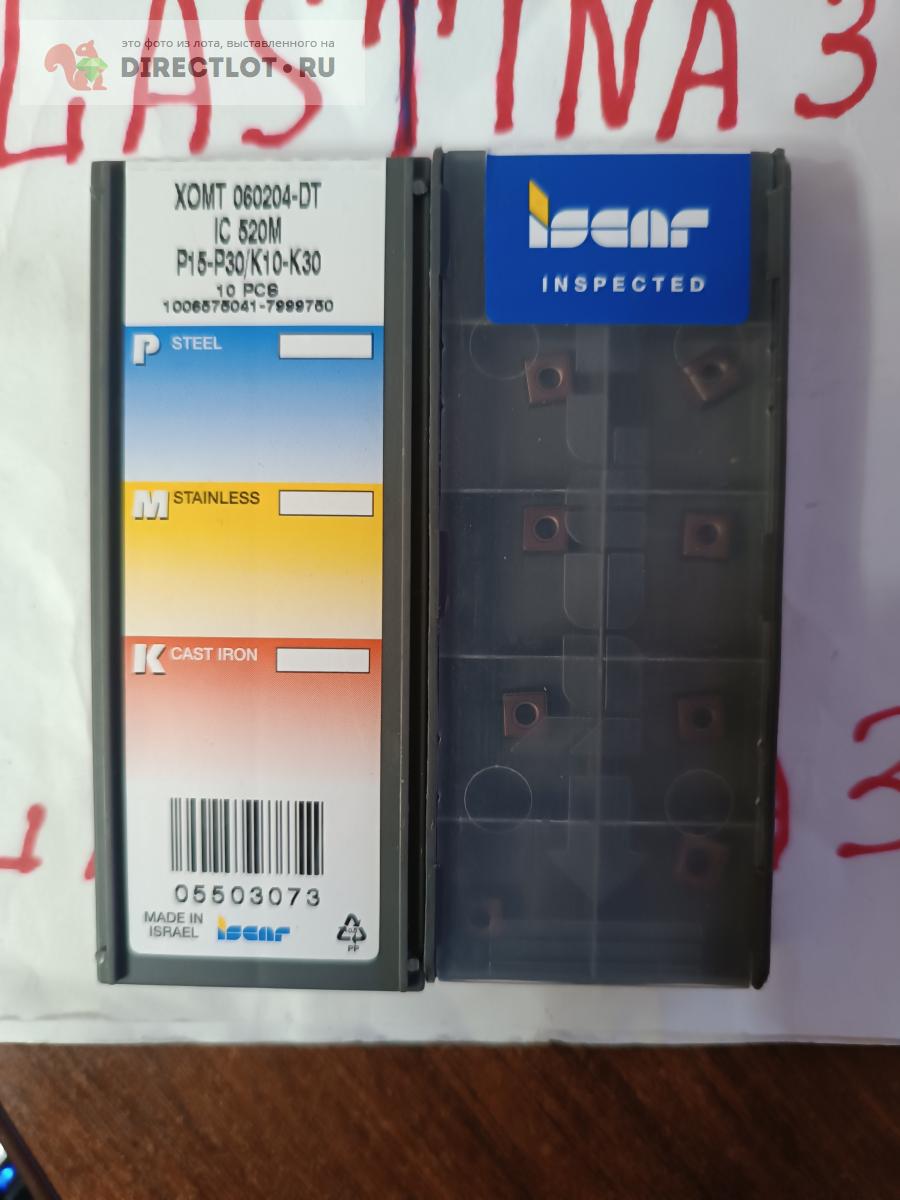 LASTINA 3
это фото из лота, выставленного на
DIRECTLOT.RU
XOMT 060204-DT
IC 520M
P15-P30/K10-K30
10 PCS
1006575041-7999750
P STEEL
M STAINLESS
K CAST IRON
05503073
MADE IN
ISRAEL
iscar
PP
iscar
INSPECTED
3